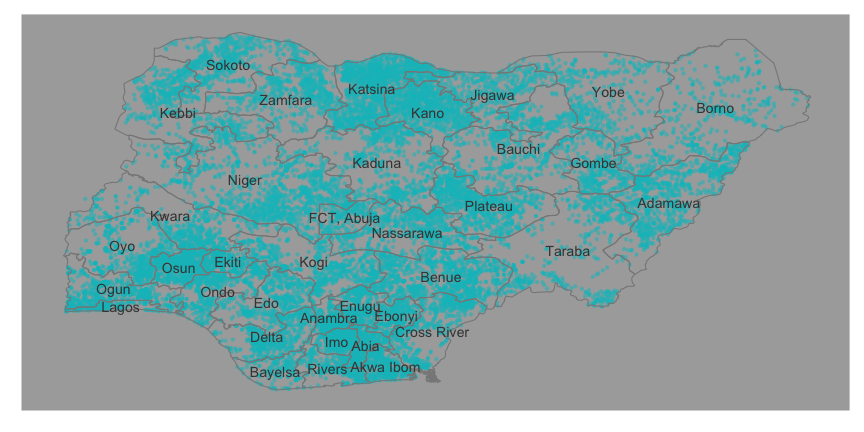 Sokoto
Katsina
Jigawa
Yobe
Zamfara
Borno
Kebbi
Kano
Bauchi
Kaduna
Gombe
Niger
Adamawa
Plateau
Kwara
FCT, Abuja
Nassarawa
Oyo
Taraba
Osun
Ekiti
Kogi
Benue
Ogun
Ondo
Edo
Lagos
Enugu
Anambra
Ebonyi
Cross River
Delta
Imo
Abia
Bayelsa
Rivers
Akwa Ibom